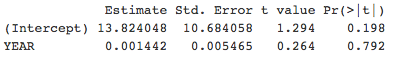 Estimate Std. Error t value Pr(>|t|)
(Intercept) 13.824048 10.684058 1.294 0.198
YEAR 0.001442 0.005465 0.264 0.792